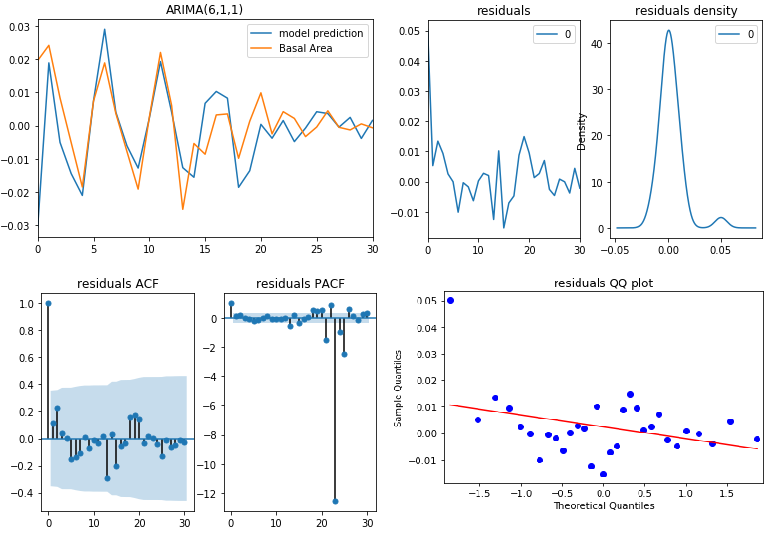 ARIMA(6,1,1)
0.03
0.02
0.01
0.00
−0.01
−0.02
−0.03
0 5 10 15 20 25 30
model prediction
Basal Area
residuals
0.05
0.04
0.03
0.02
0.01
0.00
−0.01
0 10 20 30
0
residuals density
Density
40
30
20
10
0
−0.05 0.00 0.05
0
residuals ACF
1.0
0.8
0.6
0.4
0.2
0.0
−0.2
−0.4
0 10 20 30
residuals PACF
0
−2
−4
−6
−8
−10
−12
0 10 20 30
residuals QQ plot
Sample Quantiles
0.05
0.04
0.03
0.02
0.01
0.00
−0.01
−1.5 −1.0 −0.5 0.0 0.5 1.0 1.5
Theoretical Quantiles